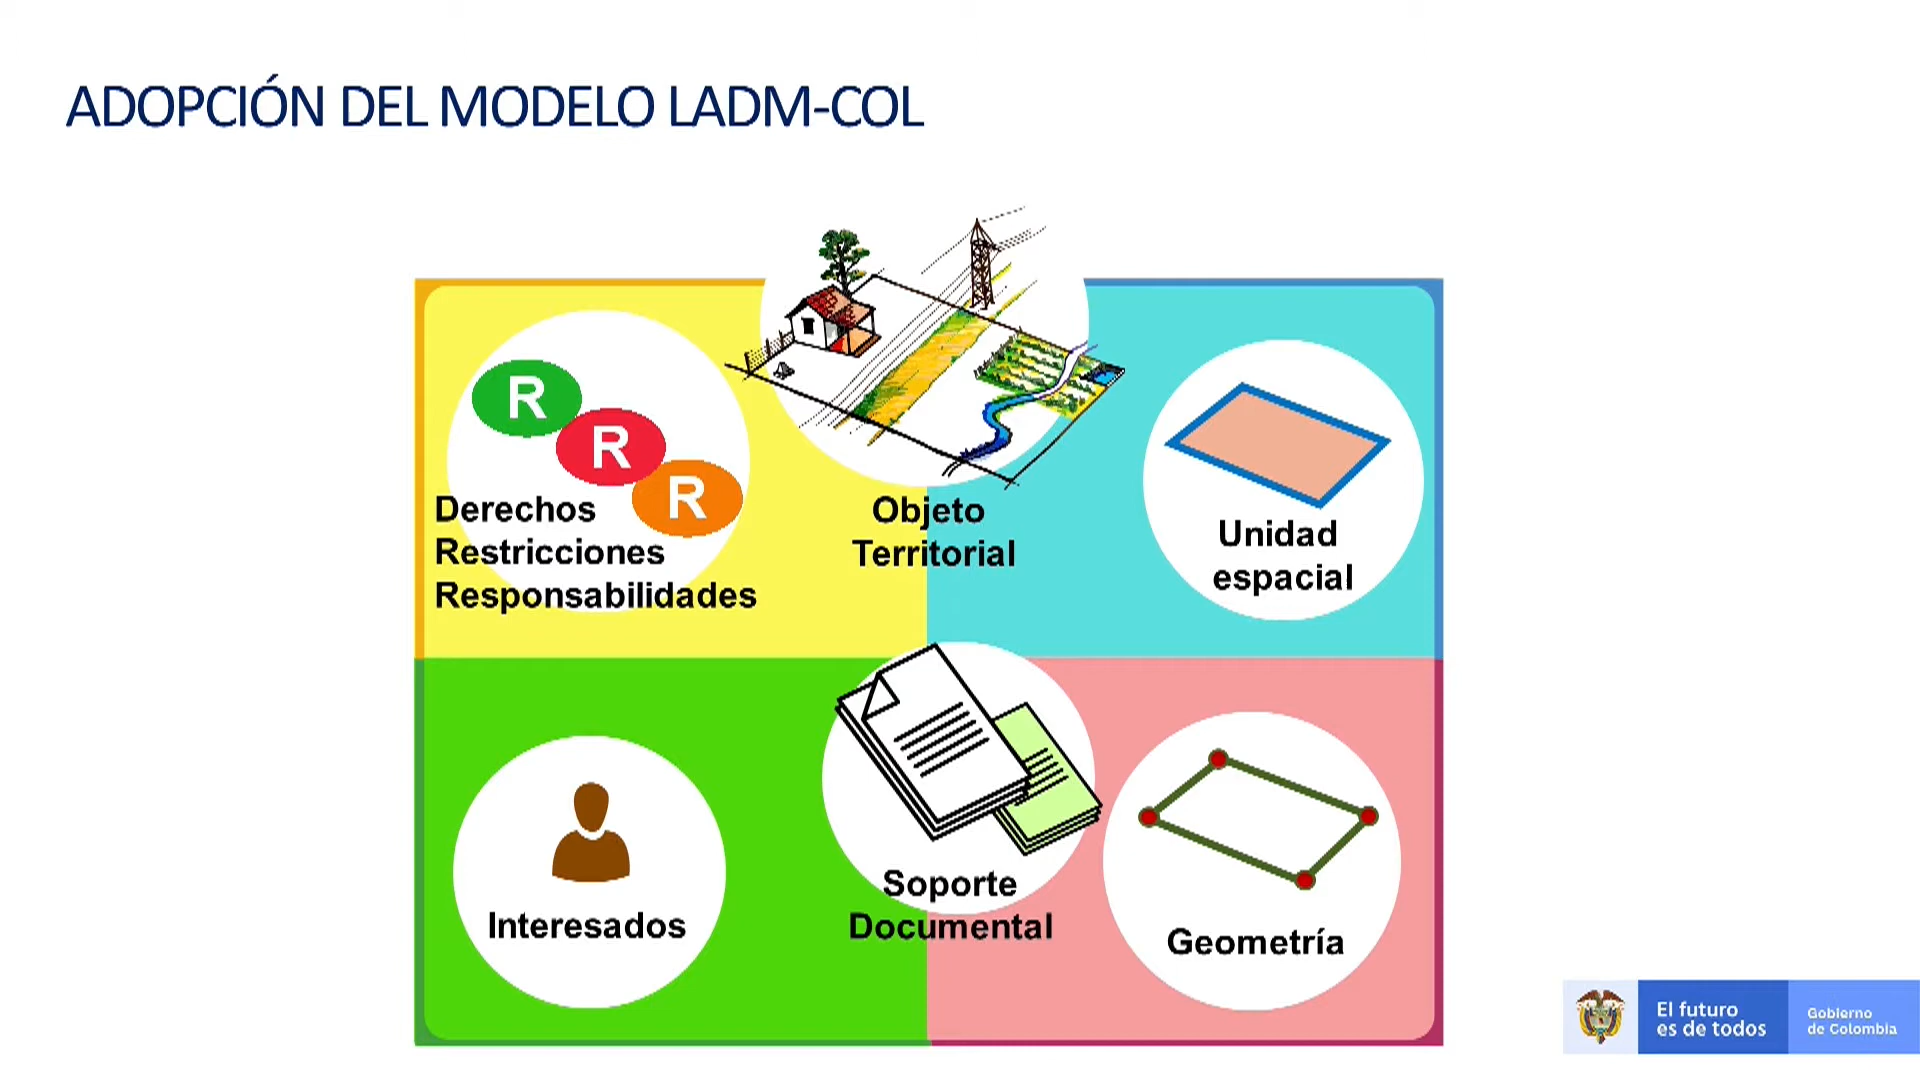 ADOPCIÓN DEL MODELO LADM-COL
R
R
R
Derechos
Restricciones
Responsabilidades
Objeto
Territorial
Unidad
espacial
Interesados
Soporte
Documental
Geometría
El futuro
es de todos
Gobierno
de Colombia